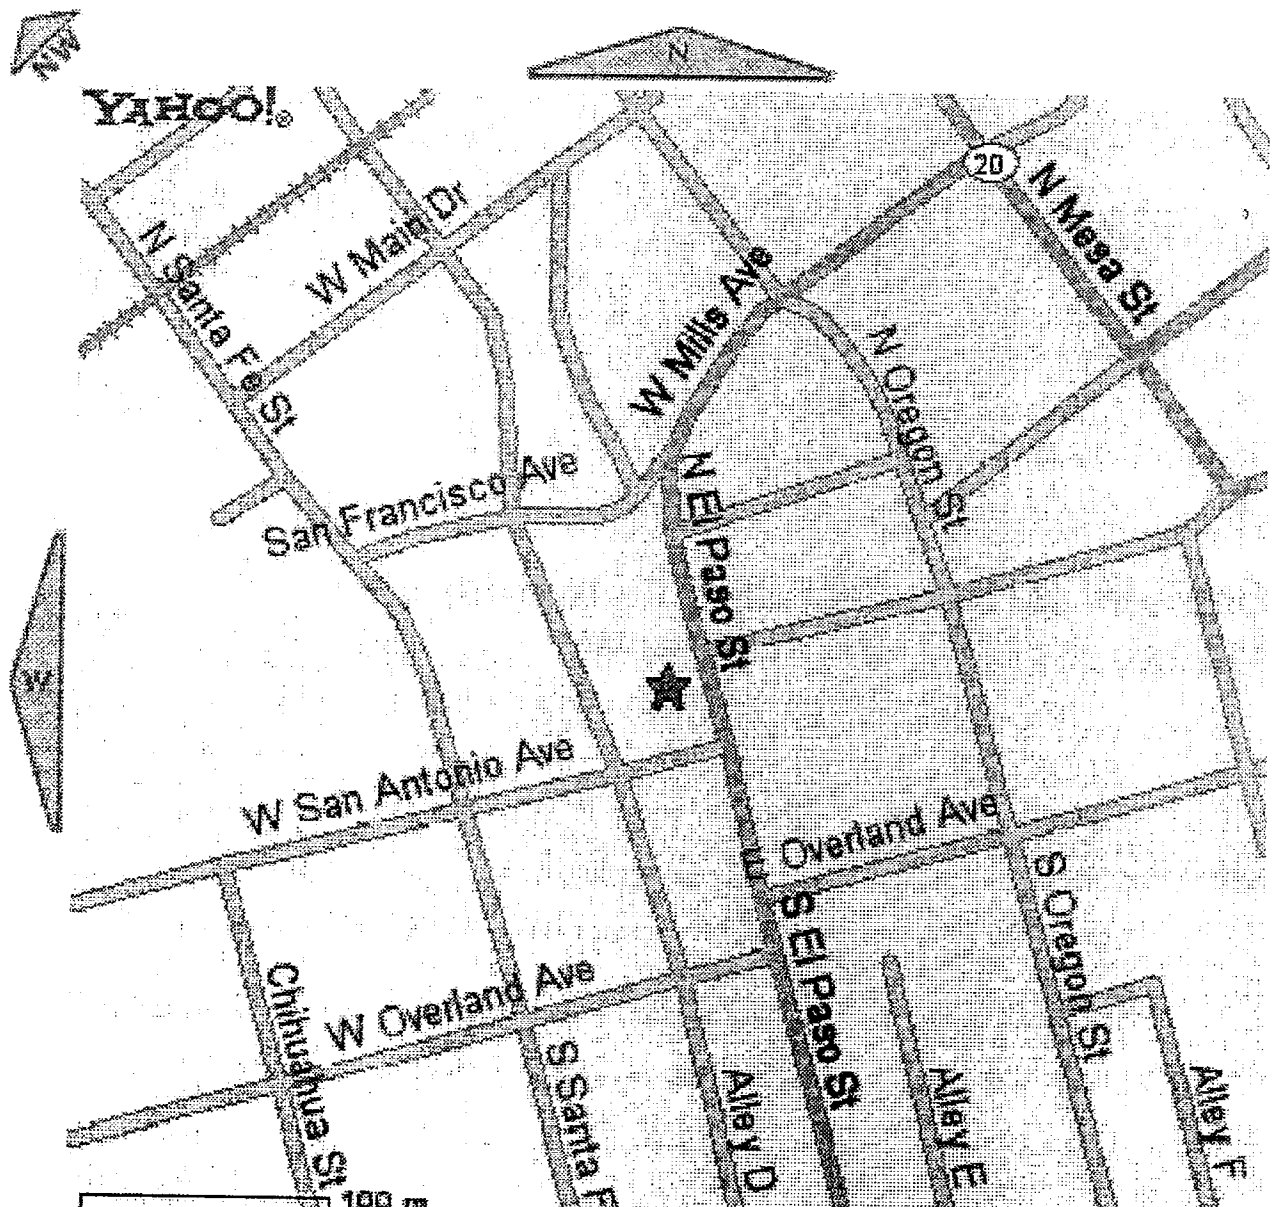 NW
N
YAHOO!®
20
N Mesa St
W Main Dr
N Santa Fe St
W Mills Ave
N Oregon St
San Francisco Ave
N El Paso St
W
W San Antonio Ave
Overland Ave
S El Paso St
S Oregon St
W Overland Ave
Chihuahua St
S Santa F
Alley D
Alley E
Alley F
100 m